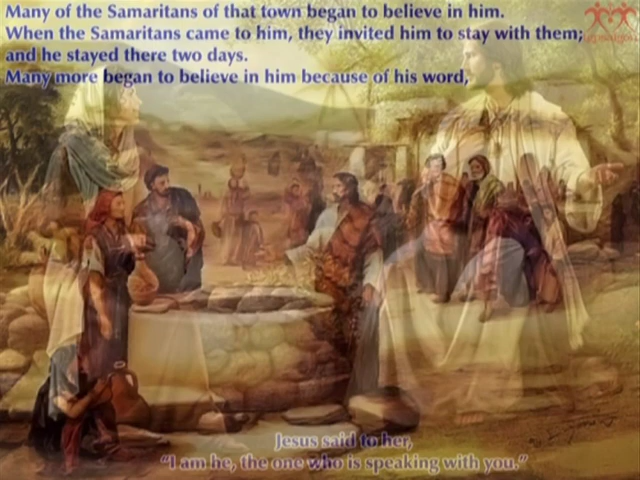 Many of the Samaritans of that town began to believe in him.
When the Samaritans came to him, they invited him to stay with them;
and he stayed there two days.
Many more began to believe in him because of his word,
Jesus said to her,
“I am he, the one who is speaking with you.”